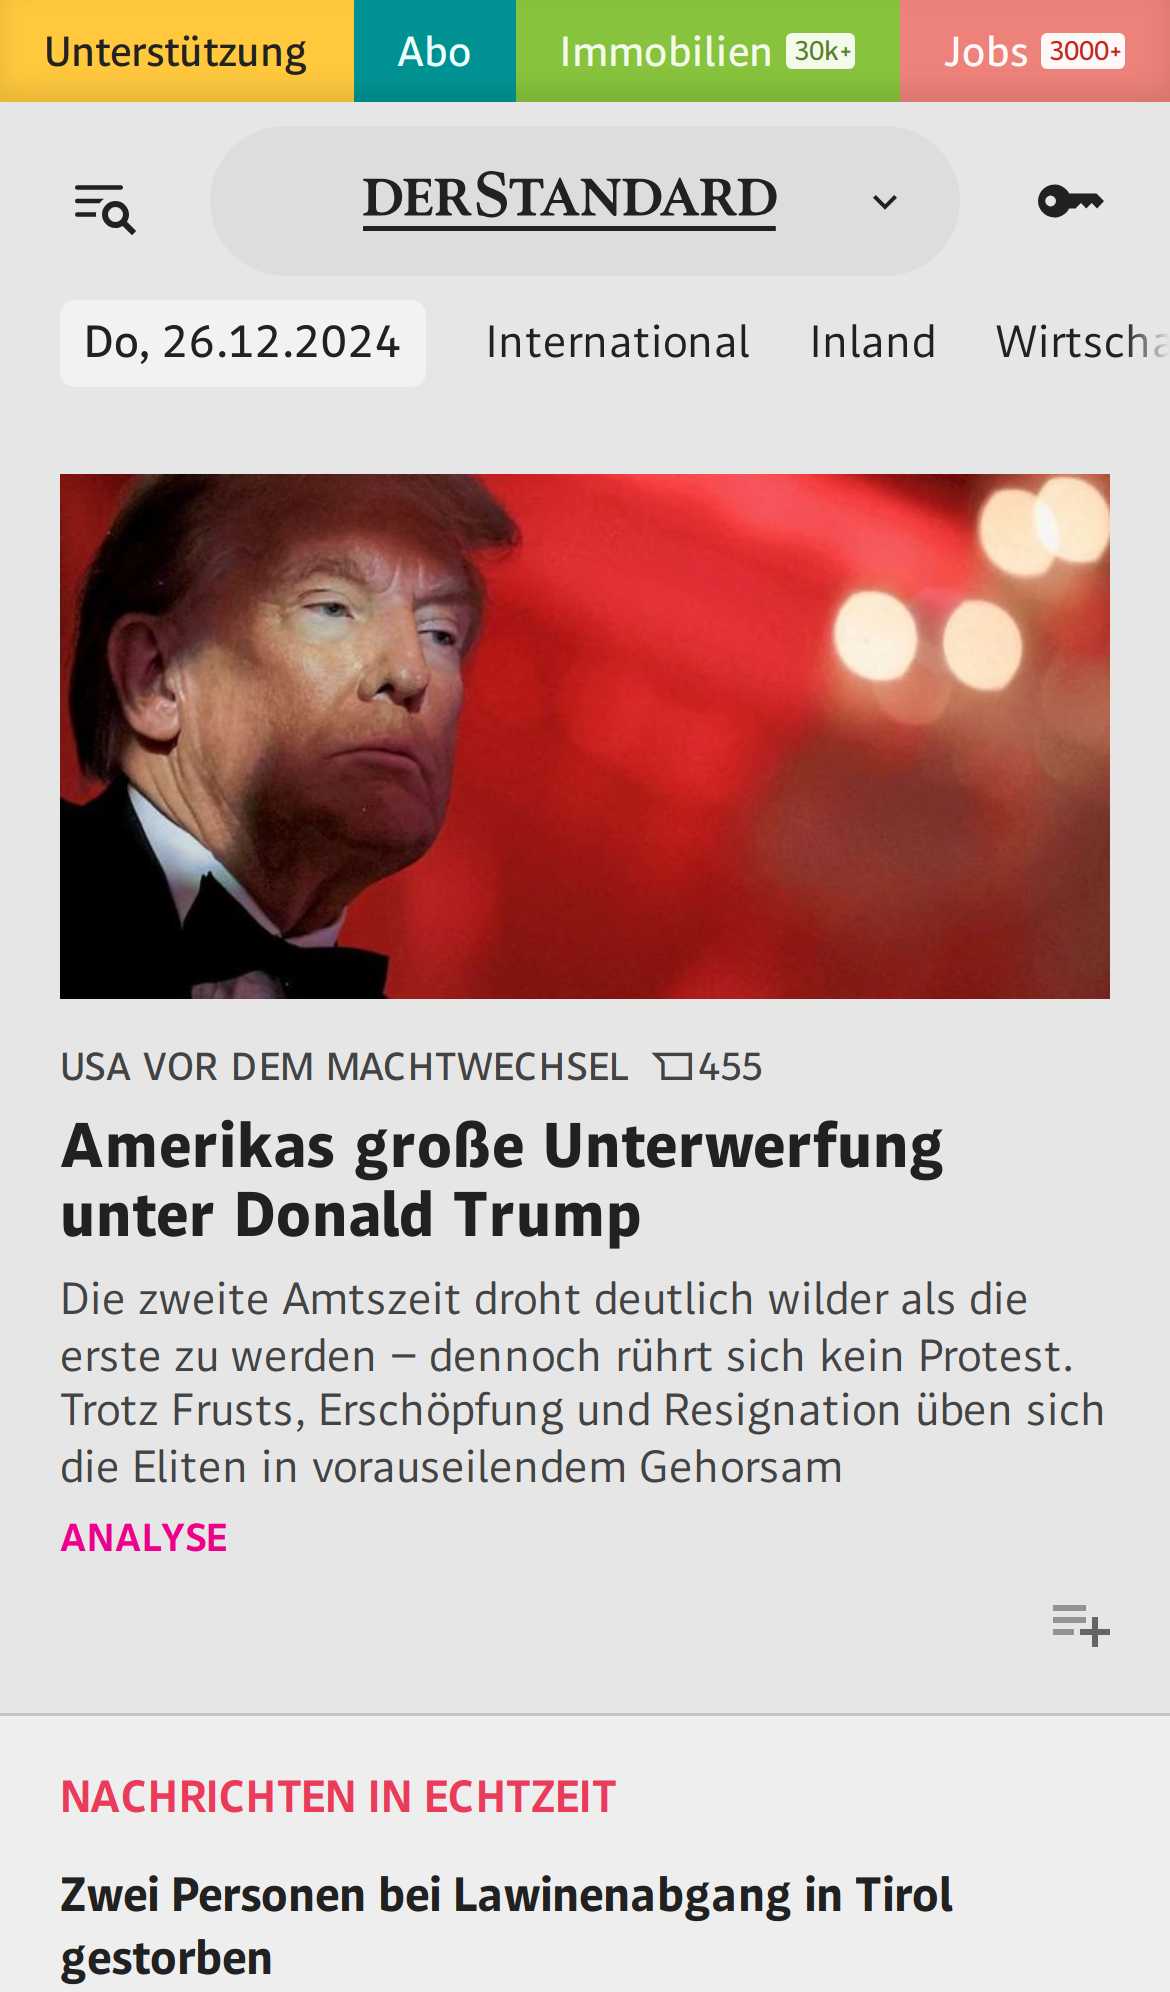 Unterstützung
Abo
Immobilien 30k+
Jobs 3000+
DERSTANDARD
Do, 26.12.2024
International
Inland
Wirtscha
USA VOR DEM MACHTWECHSEL 455
Amerikas große Unterwerfung
unter Donald Trump
Die zweite Amtszeit droht deutlich wilder als die
erste zu werden – dennoch rührt sich kein Protest.
Trotz Frusts, Erschöpfung und Resignation üben sich
die Eliten in vorauseilendem Gehorsam
ANALYSE
NACHRICHTEN IN ECHTZEIT
Zwei Personen bei Lawinenabgang in Tirol
gestorben